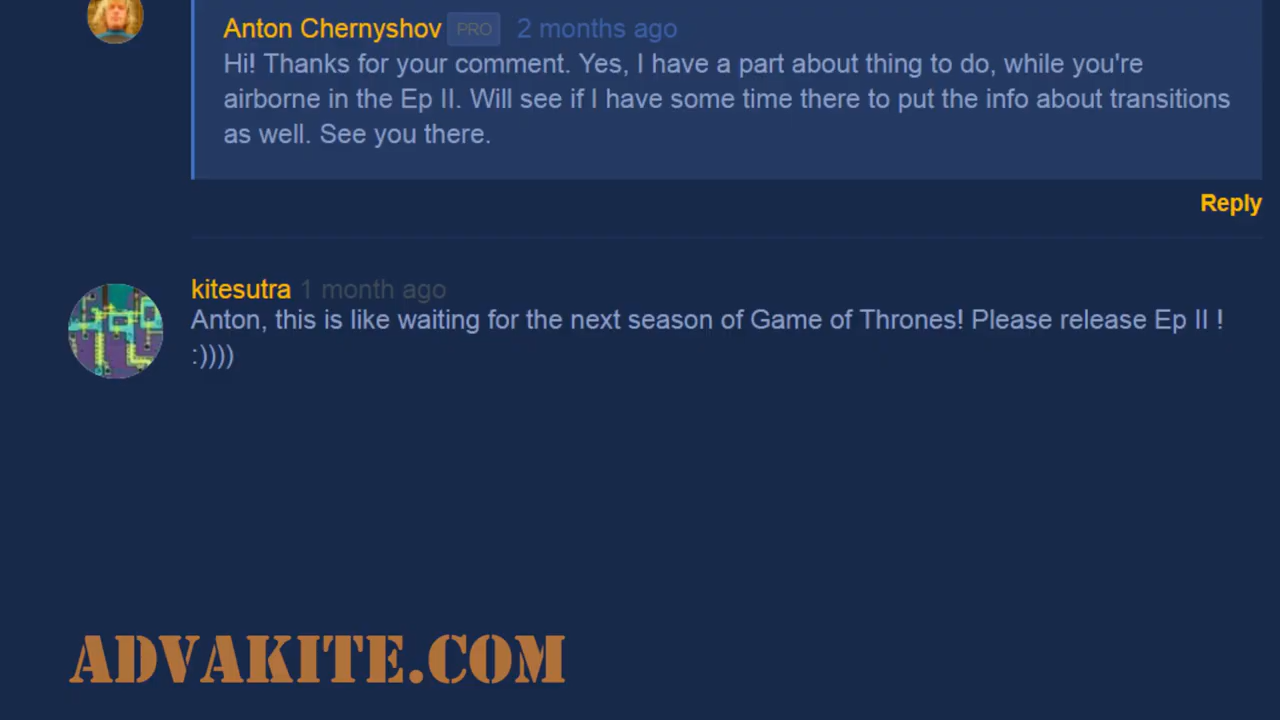 Anton Chernyshov PRO 2 months ago
Hi! Thanks for your comment. Yes, I have a part about thing to do, while you're
airborne in the Ep II. Will see if I have some time there to put the info about transitions
as well. See you there.
Reply
kitesutra 1 month ago
Anton, this is like waiting for the next season of Game of Thrones! Please release Ep II !
:))))
ADVAKITE.COM